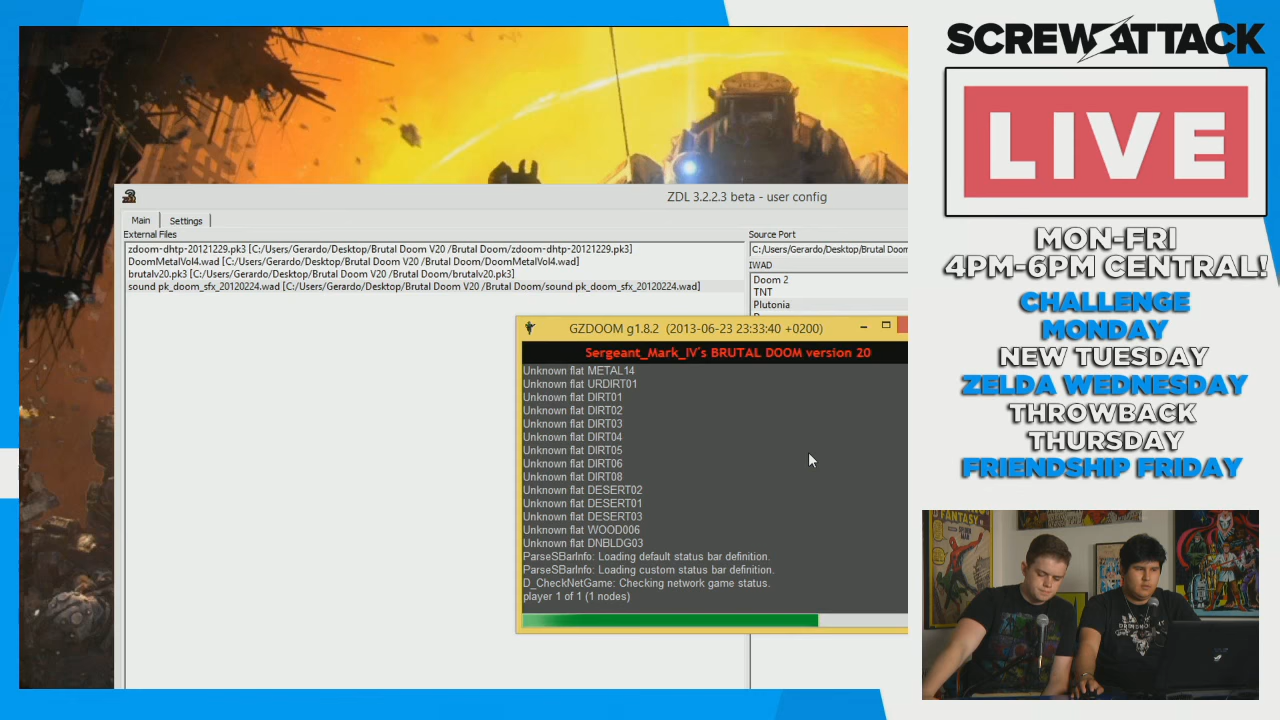 ZDL 3.2.2.3 beta - user config
Main
Settings
External Files
zdoom-dhtp-20121229.pk3 [C:/Users/Gerardo/Desktop/Brutal Doom V20 /Brutal Doom/zdoom-dhtp-20121229.pk3]
DoomMetalVol4.wad [C:/Users/Gerardo/Desktop/Brutal Doom V20 /Brutal Doom/DoomMetalVol4.wad]
brutalv20.pk3 [C:/Users/Gerardo/Desktop/Brutal Doom V20 /Brutal Doom/brutalv20.pk3]
sound pk_doom_sfx_20120224.wad [C:/Users/Gerardo/Desktop/Brutal Doom V20 /Brutal Doom/sound pk_doom_sfx_20120224.wad]
Source Port
C:/Users/Gerardo/Desktop/Brutal Doom
IWAD
Doom 2
TNT
Plutonia
GZDOOM g1.8.2 (2013-06-23 23:33:40 +0200)
Sergeant_Mark_IV's BRUTAL DOOM version 20
Unknown flat METAL14
Unknown flat URDIRT01
Unknown flat DIRT01
Unknown flat DIRT02
Unknown flat DIRT03
Unknown flat DIRT04
Unknown flat DIRT05
Unknown flat DIRT06
Unknown flat DIRT08
Unknown flat DESERT02
Unknown flat DESERT01
Unknown flat DESERT03
Unknown flat WOOD006
Unknown flat DNBLDG03
ParseSBarInfo: Loading default status bar definition.
ParseSBarInfo: Loading custom status bar definition.
D_CheckNetGame: Checking network game status.
player 1 of 1 (1 nodes)
SCREWATTACK
LIVE
MON-FRI
4PM-6PM CENTRAL!
CHALLENGE
MONDAY
NEW TUESDAY
ZELDA WEDNESDAY
THROWBACK
THURSDAY
FRIENDSHIP FRIDAY
FANTASY